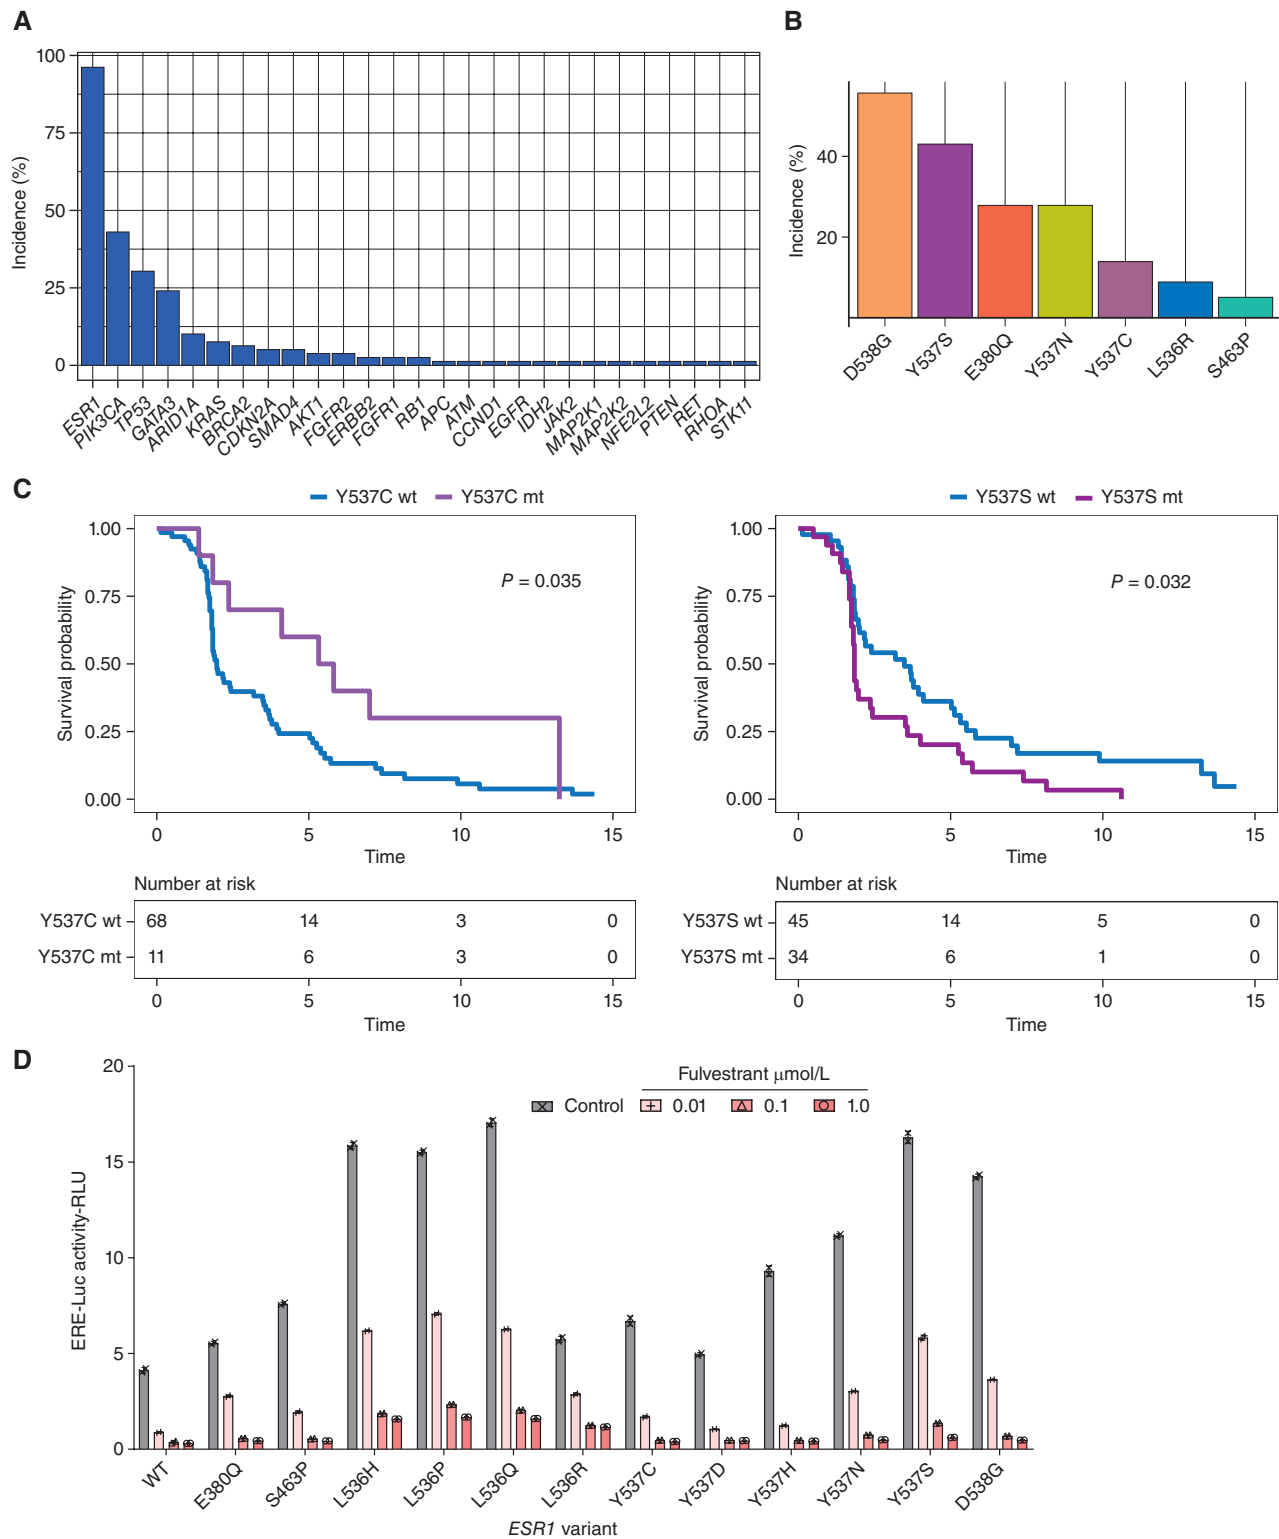 A
Incidence (%)
100
75
50
25
0
ESR1
PIK3CA
TP53
GATA3
ARID1A
KRAS
BRCA2
CDKN2A
SMAD4
AKT1
FGFR2
ERBB2
FGFR1
RB1
APC
ATM
CCND1
EGFR
IDH2
JAK2
MAP2K1
MAP2K2
NFE2L2
PTEN
RET
RHOA
STK11
B
Incidence (%)
40
20
D538G
Y537S
E380Q
Y537N
Y537C
L536R
S463P
C
Y537C wt Y537C mt
Survival probability
1.00
0.75
0.50
0.25
0.00
P = 0.035
0 5 10 15
Time
Number at risk
Y537C wt 68 14 3 0
Y537C mt 11 6 3 0
0 5 10 15
Time
Y537S wt Y537S mt
Survival probability
1.00
0.75
0.50
0.25
0.00
P = 0.032
0 5 10 15
Time
Number at risk
Y537S wt 45 14 5 0
Y537S mt 34 6 1 0
0 5 10 15
Time
D
ERE-Luc activity-RLU
20
15
10
5
0
Fulvestrant μmol/L
Control 0.01 0.1 1.0
WT
E380Q
S463P
L536H
L536P
L536Q
L536R
Y537C
Y537D
Y537H
Y537N
Y537S
D538G
ESR1 variant